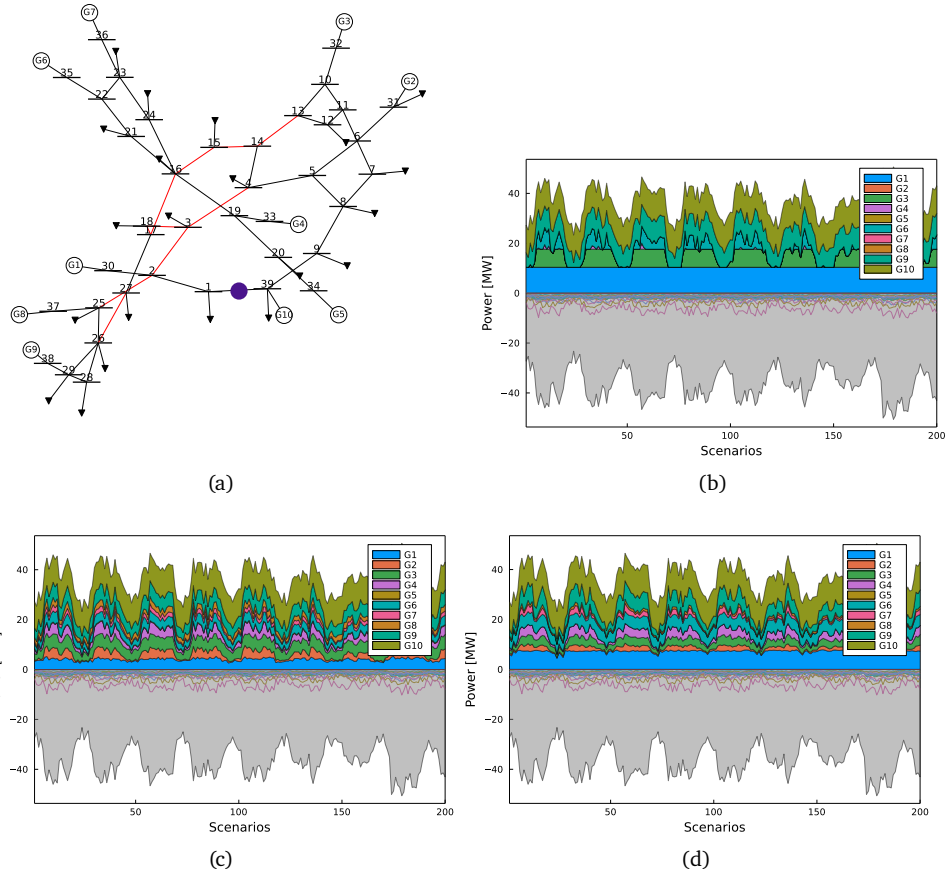 G7
G3
36
32
G6
35
23
10
G2
22
31
13
11
24
12
21
15
14
6
16
5
7
4
8
19
18
3
33
G4
17
9
20
G1
30
2
1
39
34
27
G8
37
25
G10
G5
26
G9
38
29
28
(a)
Power [MW]
40
20
0
−20
−40
50
100
150
200
Scenarios
G1
G2
G3
G4
G5
G6
G7
G8
G9
G10
(b)
]
40
20
0
−20
−40
50
100
150
200
Scenarios
G1
G2
G3
G4
G5
G6
G7
G8
G9
G10
(c)
Power [MW]
40
20
0
−20
−40
50
100
150
200
Scenarios
G1
G2
G3
G4
G5
G6
G7
G8
G9
G10
(d)